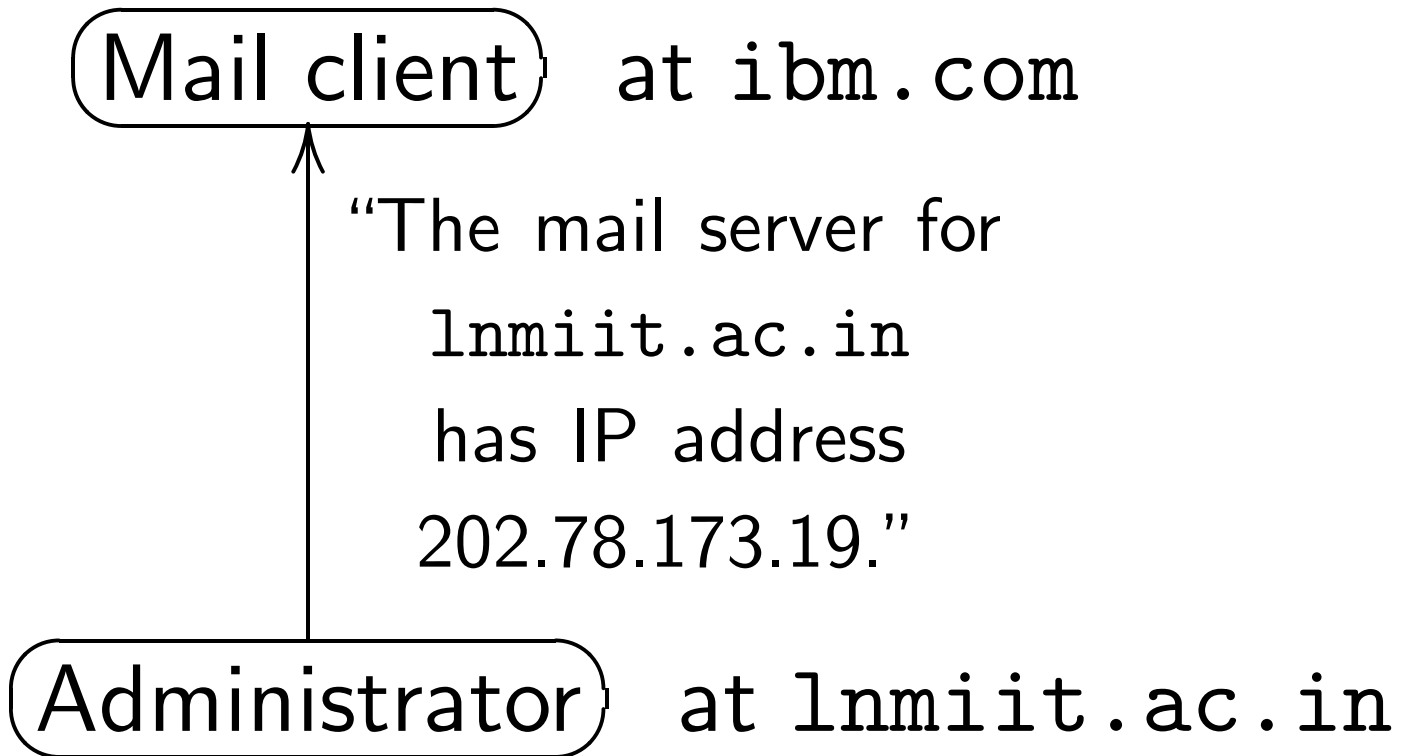 Mail client at ibm.com
“The mail server for
lnmiit.ac.in
has IP address
202.78.173.19.”
Administrator at lnmiit.ac.in